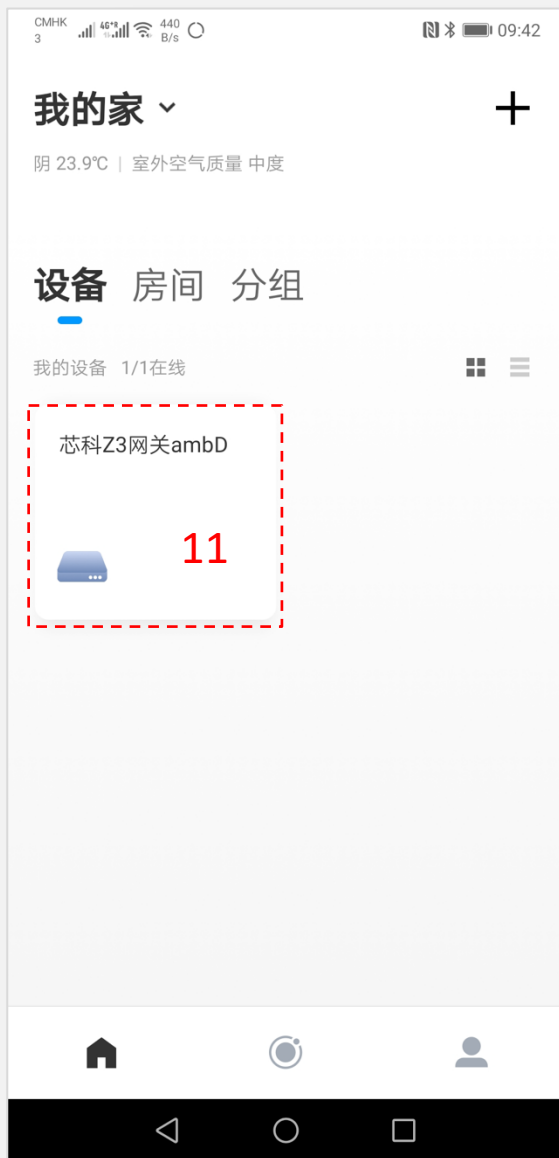 CMHK
3
4G+R
440
B/s
09:42
我的家
阴 23.9℃ | 室外空气质量 中度
设备 房间 分组
我的设备 1/1在线
芯科Z3网关ambD
11